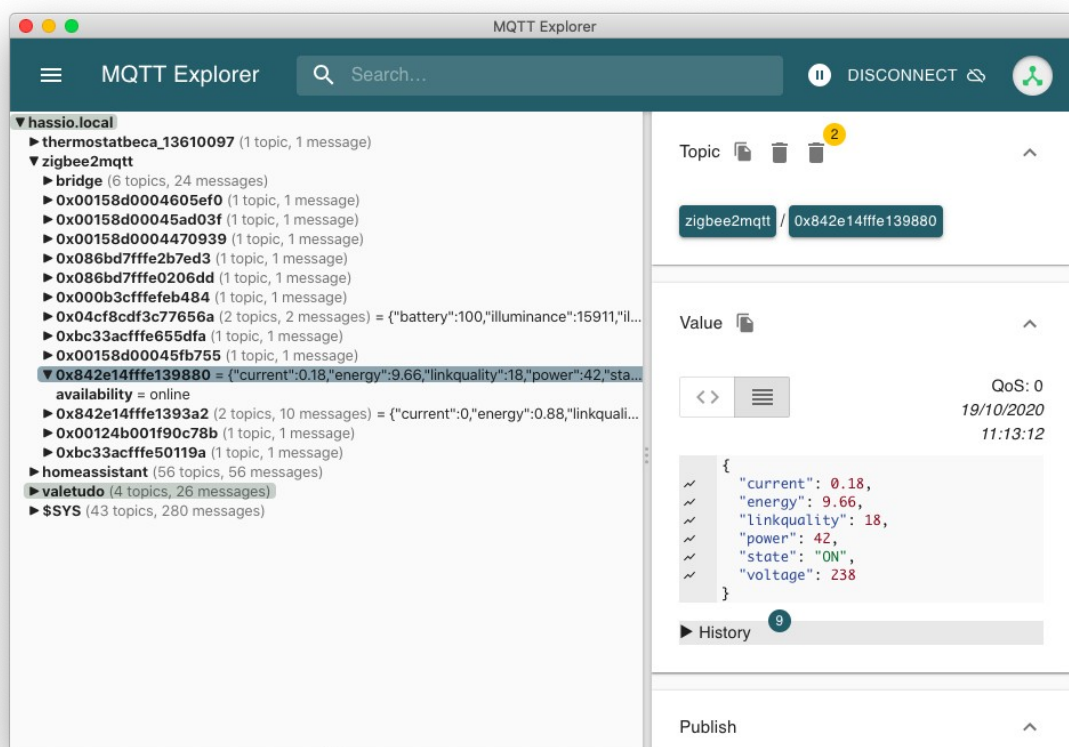 MQTT Explorer
MQTT Explorer
Search...
DISCONNECT
hassio.local
thermostatbeca_13610097 (1 topic, 1 message)
zigbee2mqtt
bridge (6 topics, 24 messages)
0x00158d0004605ef0 (1 topic, 1 message)
0x00158d00045ad03f (1 topic, 1 message)
0x00158d0004470939 (1 topic, 1 message)
0x086bd7fffe2b7ed3 (1 topic, 1 message)
0x086bd7fffe0206dd (1 topic, 1 message)
0x000b3cfffefeb484 (1 topic, 1 message)
0x04cf8cdf3c77656a (2 topics, 2 messages) = {"battery":100,"illuminance":15911,"il...
0xbc33acfffe655dfa (1 topic, 1 message)
0x00158d00045fb755 (1 topic, 1 message)
0x842e14fffe139880 = {"current":0.18,"energy":9.66,"linkquality":18,"power":42,"sta...
availability = online
0x842e14fffe1393a2 (2 topics, 10 messages) = {"current":0,"energy":0.88,"linkquali...
0x00124b001f90c78b (1 topic, 1 message)
0xbc33acfffe50119a (1 topic, 1 message)
homeassistant (56 topics, 56 messages)
valetudo (4 topics, 26 messages)
$SYS (43 topics, 280 messages)
Topic 2
zigbee2mqtt / 0x842e14fffe139880
Value
< >
QoS: 0
19/10/2020
11:13:12
{
"current": 0.18,
"energy": 9.66,
"linkquality": 18,
"power": 42,
"state": "ON",
"voltage": 238
}
History 9
Publish